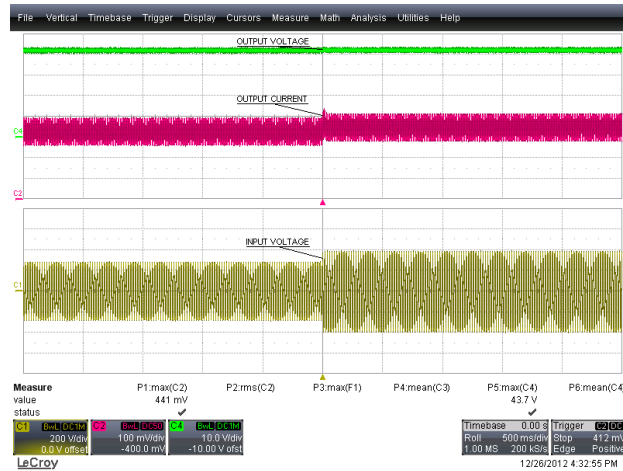 File Vertical Timebase Trigger Display Cursors Measure Math Analysis Utilities Help
OUTPUT VOLTAGE
OUTPUT CURRENT
C4
C2
INPUT VOLTAGE
C1
Measure P1:max(C2) P2:rms(C2) P3:max(F1) P4:mean(C3) P5:max(C4) P6:mean(C4
value 441 mV 43.7 V
status
C1 BwL DC1M C2 BwL DC50 C4 BwL DC1M Timebase 0.00 s Trigger C2 DC
200 V/div 100 mV/div 10.0 V/div Roll 500 ms/div Stop 412 mV
0.0 V offset -400.0 mV -10.00 V ofst 1.00 MS 200 kS/s Edge Positive
LeCroy 12/26/2012 4:32:55 PM